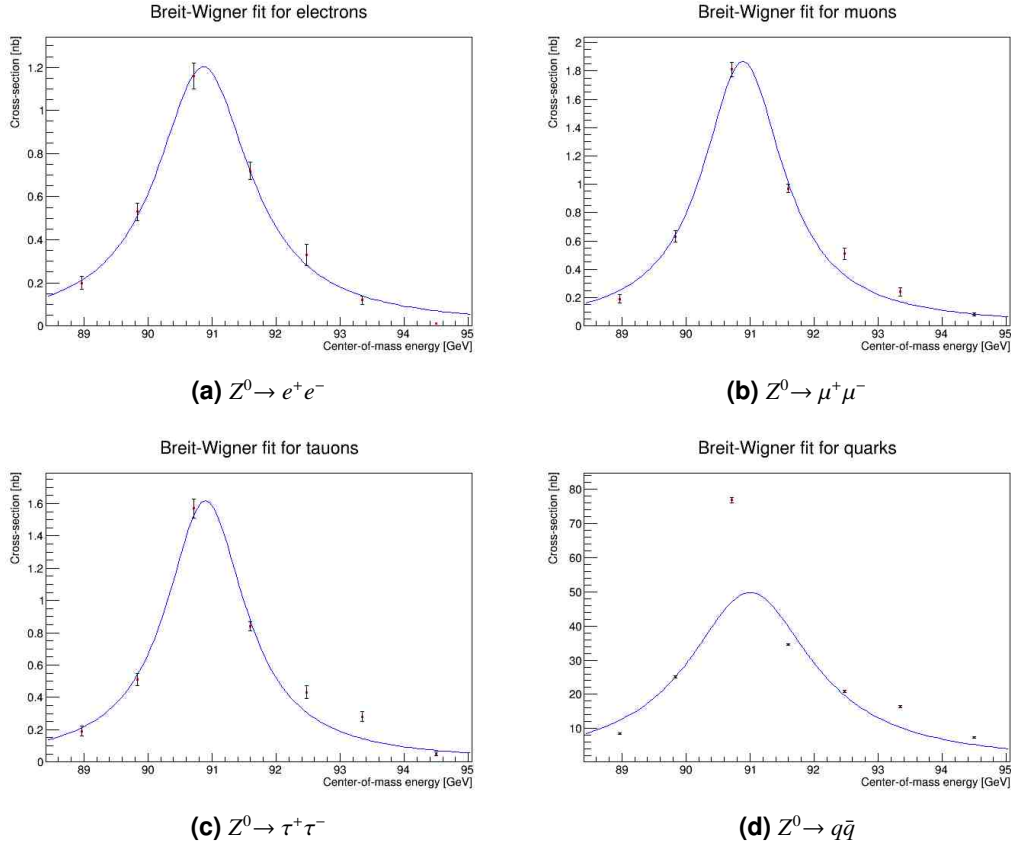 Breit-Wigner fit for electrons
Cross-section [nb]
1.2
1
0.8
0.6
0.4
0.2
0
89 90 91 92 93 94 95
Center-of-mass energy [GeV]
(a) Z⁰→ e⁺e⁻
Breit-Wigner fit for muons
Cross-section [nb]
2
1.8
1.6
1.4
1.2
1
0.8
0.6
0.4
0.2
0
89 90 91 92 93 94 95
Center-of-mass energy [GeV]
(b) Z⁰→ μ⁺μ⁻
Breit-Wigner fit for tauons
Cross-section [nb]
1.6
1.4
1.2
1
0.8
0.6
0.4
0.2
0
89 90 91 92 93 94 95
Center-of-mass energy [GeV]
(c) Z⁰→ τ⁺τ⁻
Breit-Wigner fit for quarks
Cross-section [nb]
80
70
60
50
40
30
20
10
89 90 91 92 93 94 95
Center-of-mass energy [GeV]
(d) Z⁰→ qq̄